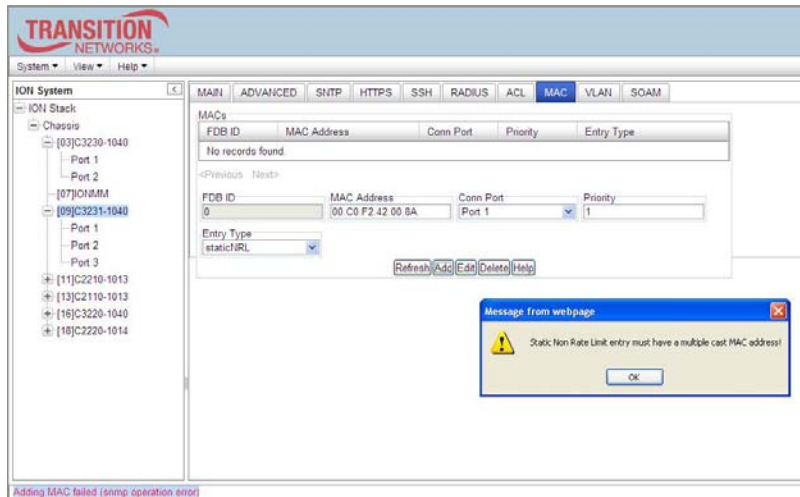 TRANSITION
NETWORKS®
System View Help
ION System
ION Stack
Chassis
[03]C3230-1040
Port 1
Port 2
[07]IONMM
[09]C3231-1040
Port 1
Port 2
Port 3
[11]C2210-1013
[13]C2110-1013
[16]C3220-1040
[18]C2220-1014
MAIN ADVANCED SNTP HTTPS SSH RADIUS ACL MAC VLAN SOAM
MACs
FDB ID MAC Address Conn Port Priority Entry Type
No records found.
<Previous Next>
FDB ID MAC Address Conn Port Priority
0 00.C0.F2.42.00.8A Port 1 1
Entry Type
staticNRL
Refresh Add Edit Delete Help
Message from webpage
Static Non Rate Limit entry must have a multiple cast MAC address!
OK
Adding MAC failed (snmp operation error)